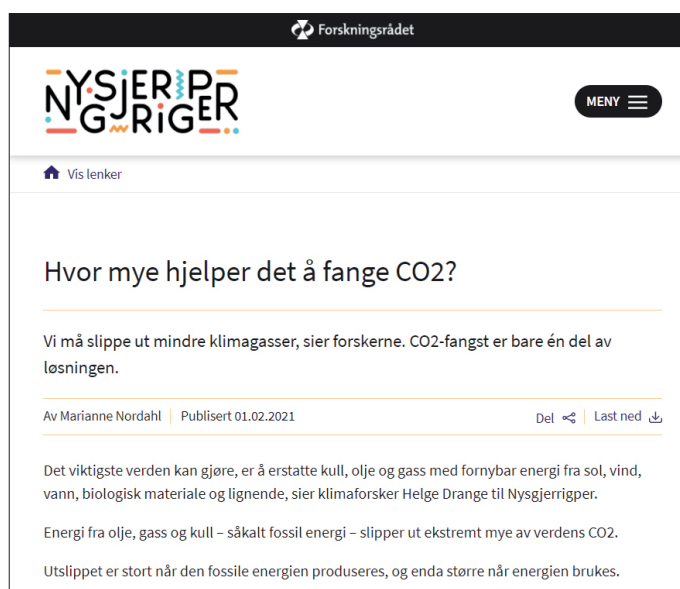 Forskningsrådet
NYSGJERRIGPER
MENY
Vis lenker
Hvor mye hjelper det å fange CO2?
Vi må slippe ut mindre klimagasser, sier forskerne. CO2-fangst er bare én del av
løsningen.
Av Marianne Nordahl Publisert 01.02.2021 Del Last ned
Det viktigste verden kan gjøre, er å erstatte kull, olje og gass med fornybar energi fra sol, vind,
vann, biologisk materiale og lignende, sier klimaforsker Helge Drange til Nysgjerrigper.
Energi fra olje, gass og kull – såkalt fossil energi – slipper ut ekstremt mye av verdens CO2.
Utslippet er stort når den fossile energien produseres, og enda større når energien brukes.